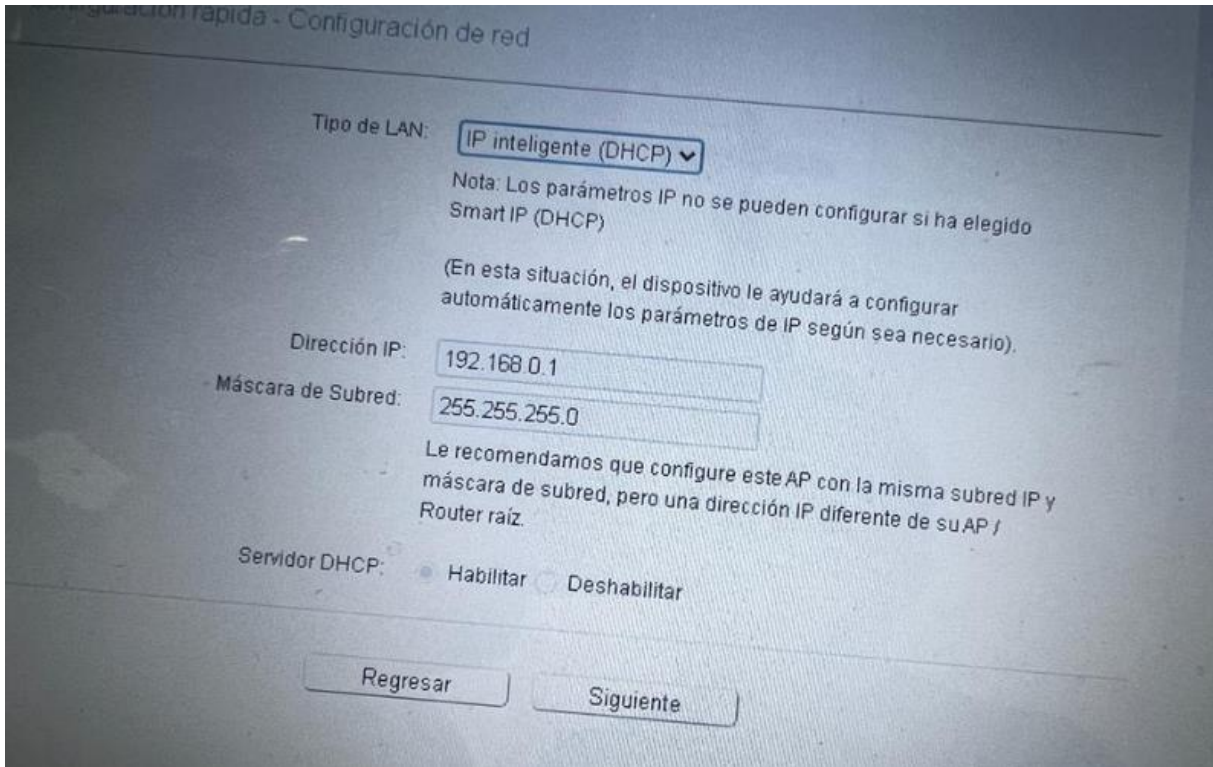 Configuración rápida - Configuración de red
Tipo de LAN:
IP inteligente (DHCP)
Nota: Los parámetros IP no se pueden configurar si ha elegido
Smart IP (DHCP)
(En esta situación, el dispositivo le ayudará a configurar
automáticamente los parámetros de IP según sea necesario).
Dirección IP:
192.168.0.1
Máscara de Subred:
255.255.255.0
Le recomendamos que configure este AP con la misma subred IP y
máscara de subred, pero una dirección IP diferente de su AP /
Router raíz.
Servidor DHCP:
Habilitar
Deshabilitar
Regresar
Siguiente